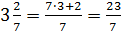 3 2/7 = (7·3+2)/7 = 23/7